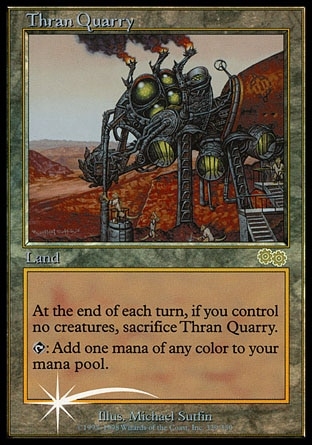 Thran Quarry
Land
At the end of each turn, if you control
no creatures, sacrifice Thran Quarry.
: Add one mana of any color to your
mana pool.
Illus. Michael Sutfin